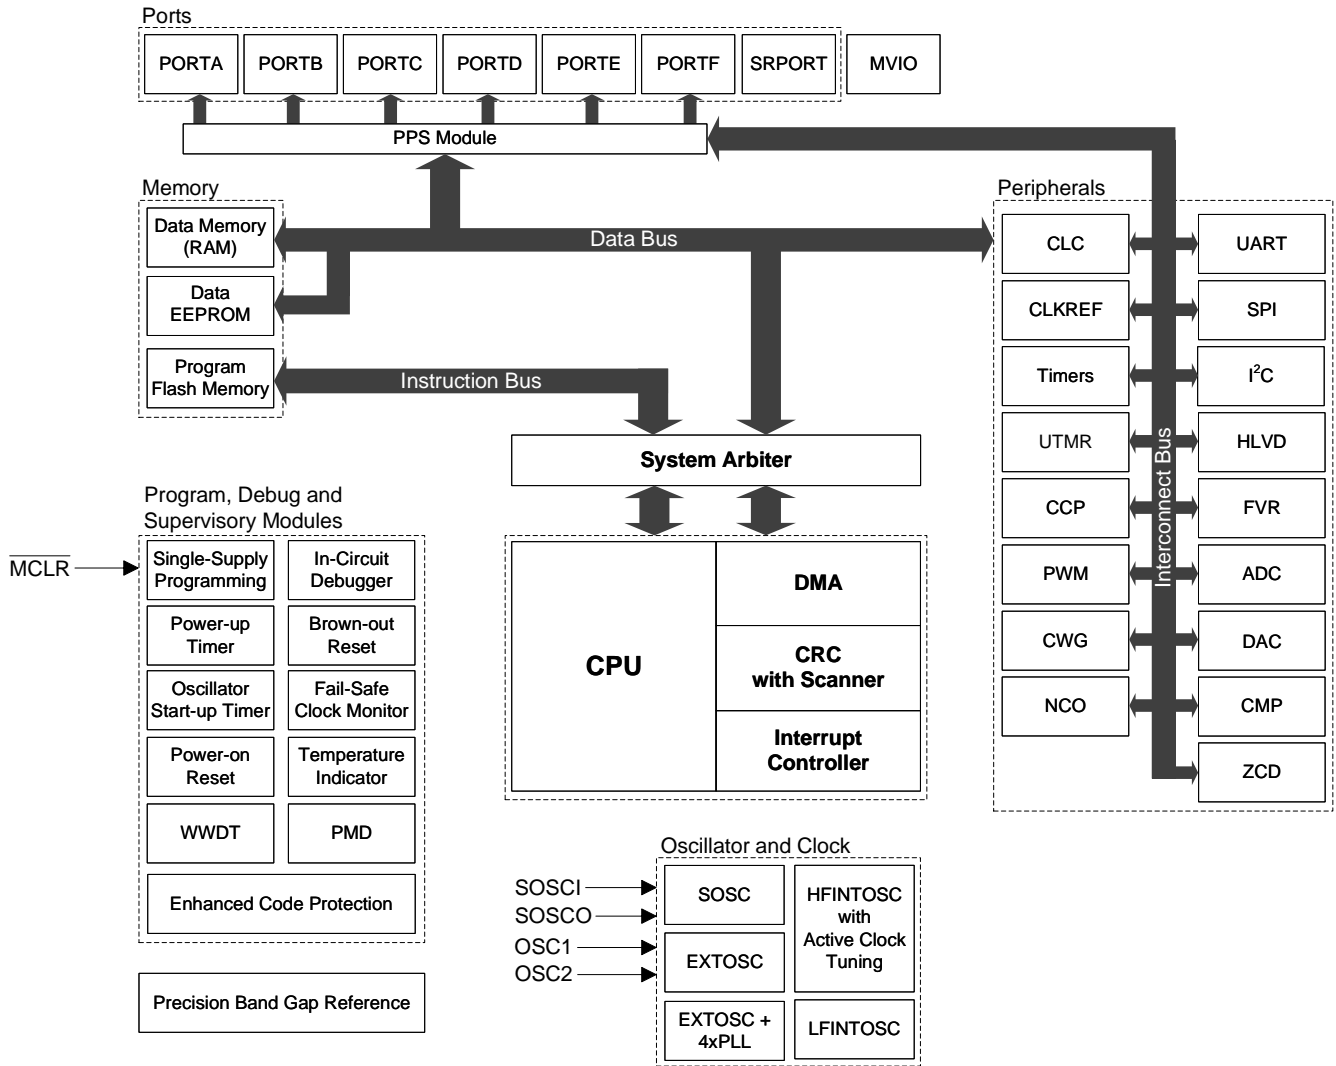 Ports
PORTA
PORTB
PORTC
PORTD
PORTE
PORTF
SRPORT
MVIO
PPS Module
Memory
Data Memory
(RAM)
Data
EEPROM
Program
Flash Memory
Data Bus
Instruction Bus
System Arbiter
CPU
DMA
CRC
with Scanner
Interrupt
Controller
Peripherals
CLC
UART
CLKREF
SPI
Timers
I²C
UTMR
HLVD
CCP
FVR
PWM
ADC
CWG
DAC
NCO
CMP
ZCD
Interconnect Bus
Program, Debug and
Supervisory Modules
MCLR
Single-Supply
Programming
In-Circuit
Debugger
Power-up
Timer
Brown-out
Reset
Oscillator
Start-up Timer
Fail-Safe
Clock Monitor
Power-on
Reset
Temperature
Indicator
WWDT
PMD
Enhanced Code Protection
Precision Band Gap Reference
Oscillator and Clock
SOSCI
SOSCO
OSC1
OSC2
SOSC
HFINTOSC
with
Active Clock
Tuning
EXTOSC
EXTOSC +
4xPLL
LFINTOSC